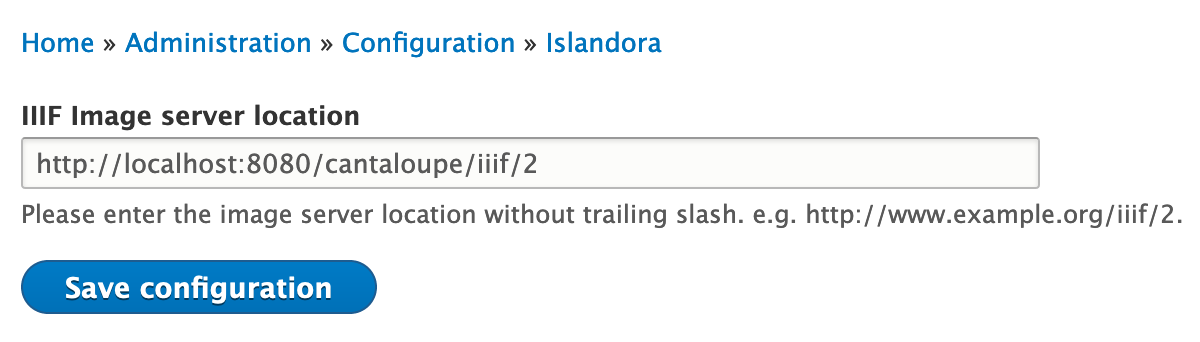 Home » Administration » Configuration » Islandora
IIIF Image server location
http://localhost:8080/cantaloupe/iiif/2
Please enter the image server location without trailing slash. e.g. http://www.example.org/iiif/2.
Save configuration